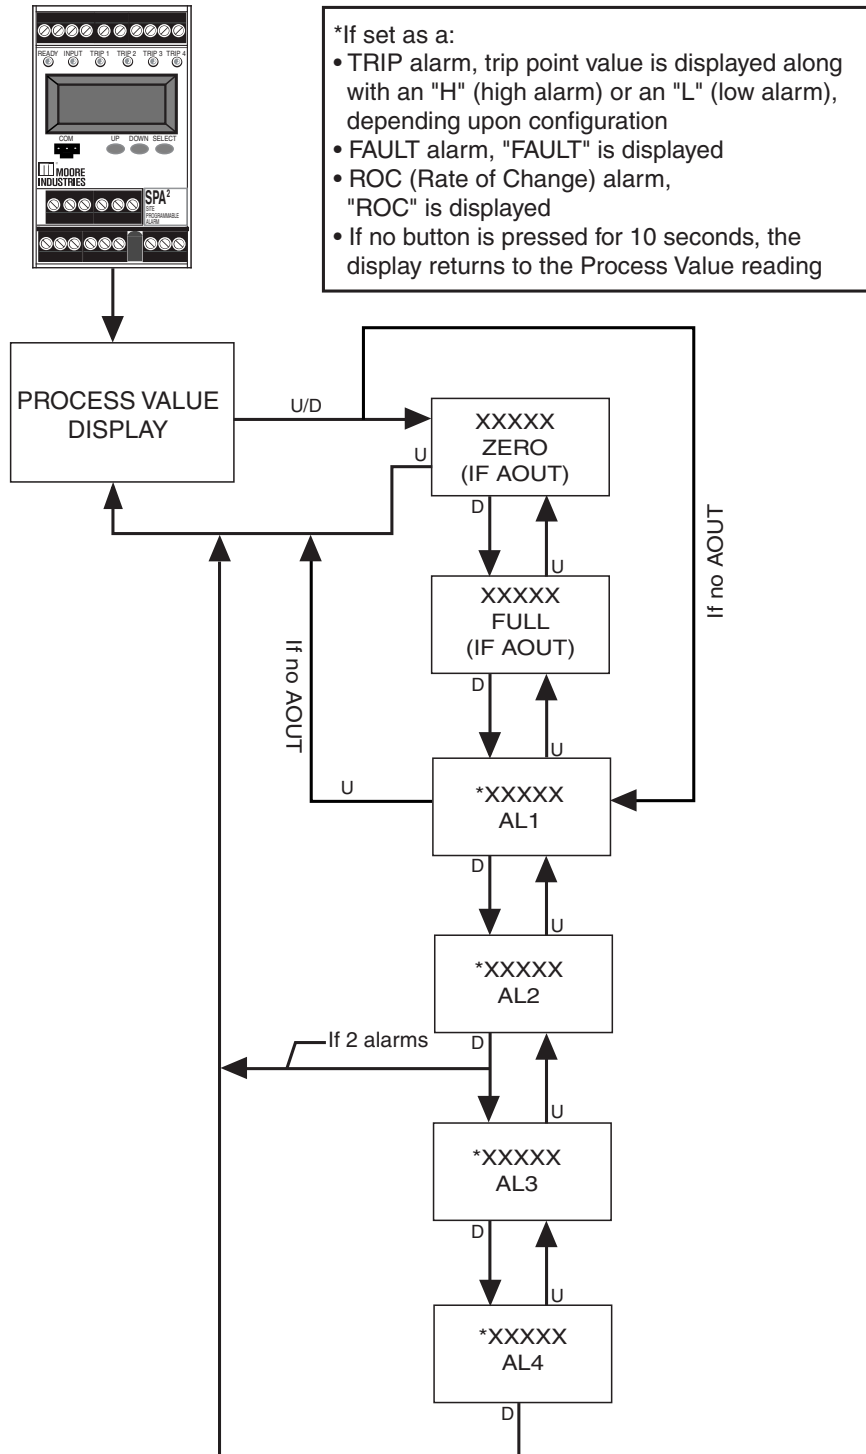 READY INPUT TRIP 1 TRIP 2 TRIP 3 TRIP 4
COM UP DOWN SELECT
MOORE
INDUSTRIES
SPA²
SITE
PROGRAMMABLE
ALARM
*If set as a:
• TRIP alarm, trip point value is displayed along
with an "H" (high alarm) or an "L" (low alarm),
depending upon configuration
• FAULT alarm, "FAULT" is displayed
• ROC (Rate of Change) alarm,
"ROC" is displayed
• If no button is pressed for 10 seconds, the
display returns to the Process Value reading
PROCESS VALUE
DISPLAY
U/D
XXXXX
ZERO
(IF AOUT)
U
D
U
XXXXX
FULL
(IF AOUT)
If no AOUT
If no AOUT
D
U
*XXXXX
AL1
U
D
U
*XXXXX
AL2
If 2 alarms
D
U
*XXXXX
AL3
D
U
*XXXXX
AL4
D